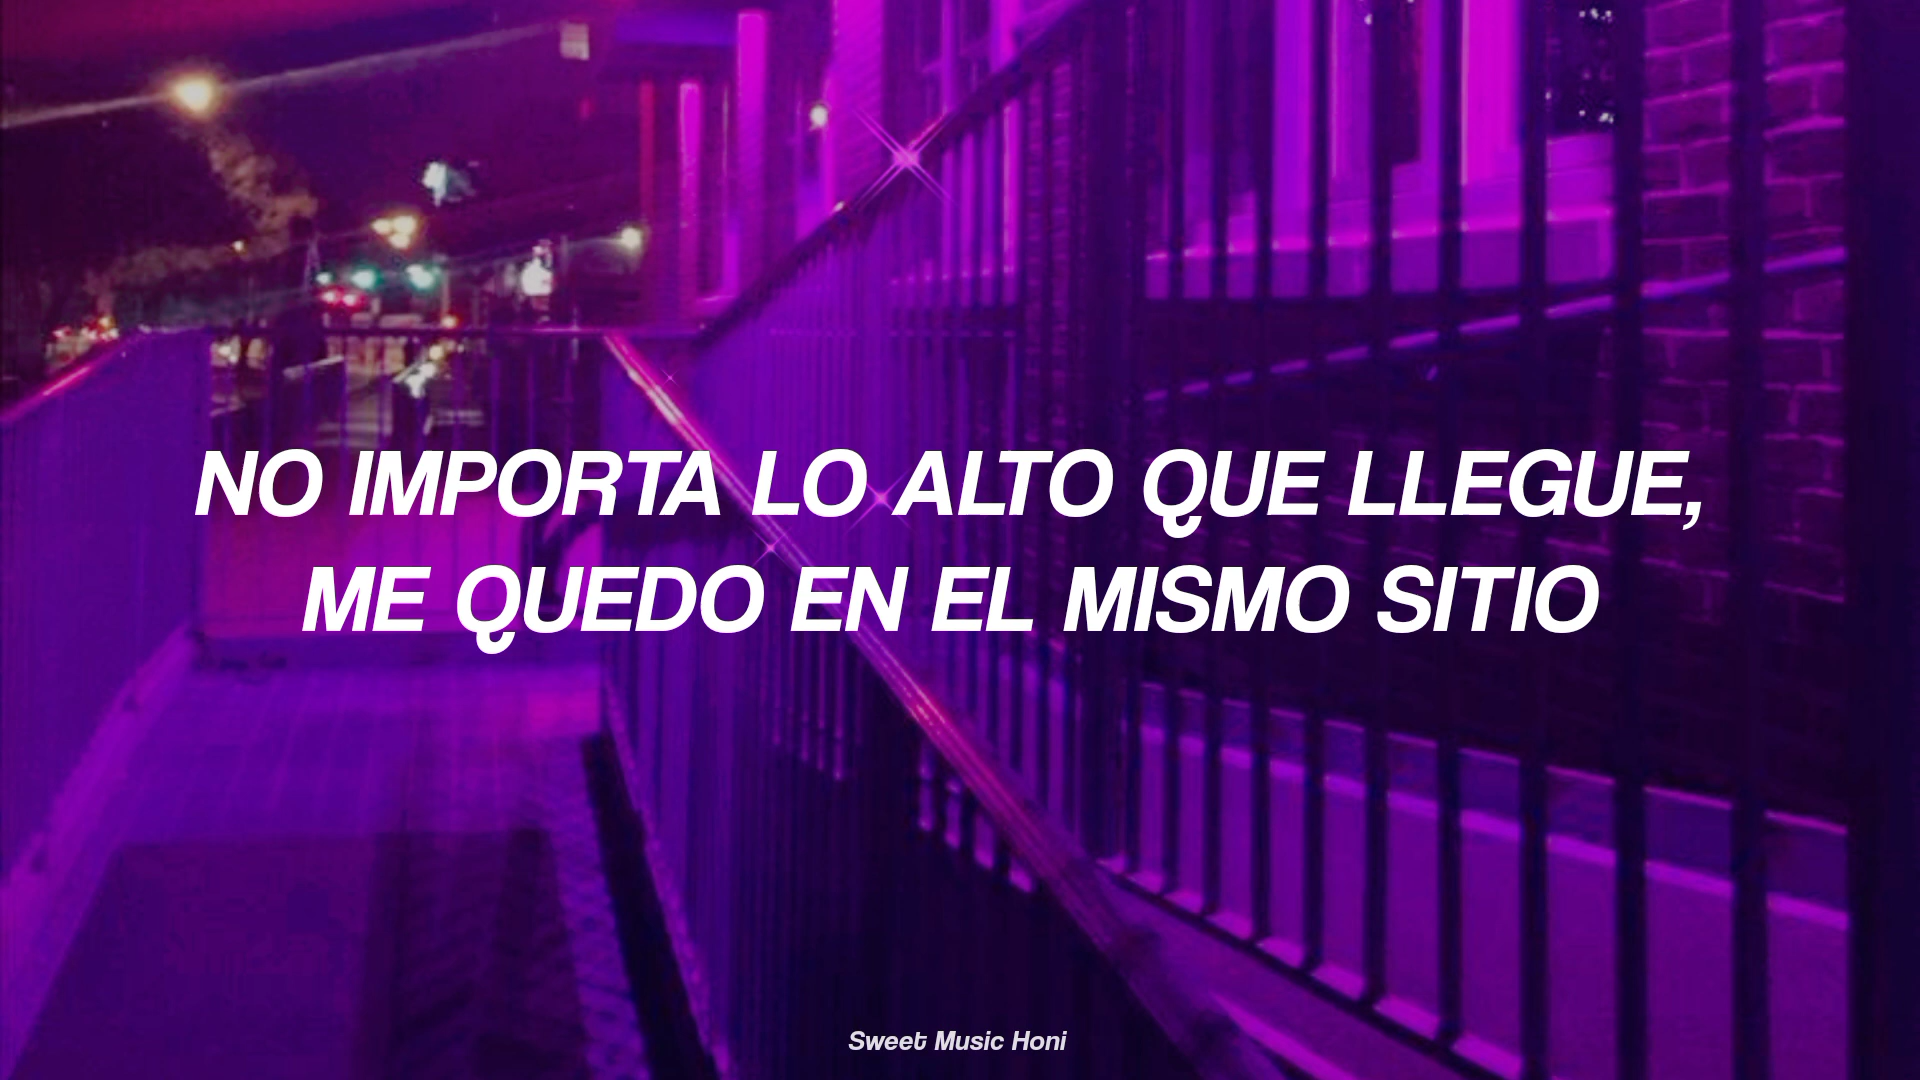 NO IMPORTA LO ALTO QUE LLEGUE,
ME QUEDO EN EL MISMO SITIO
Sweet Music Honi